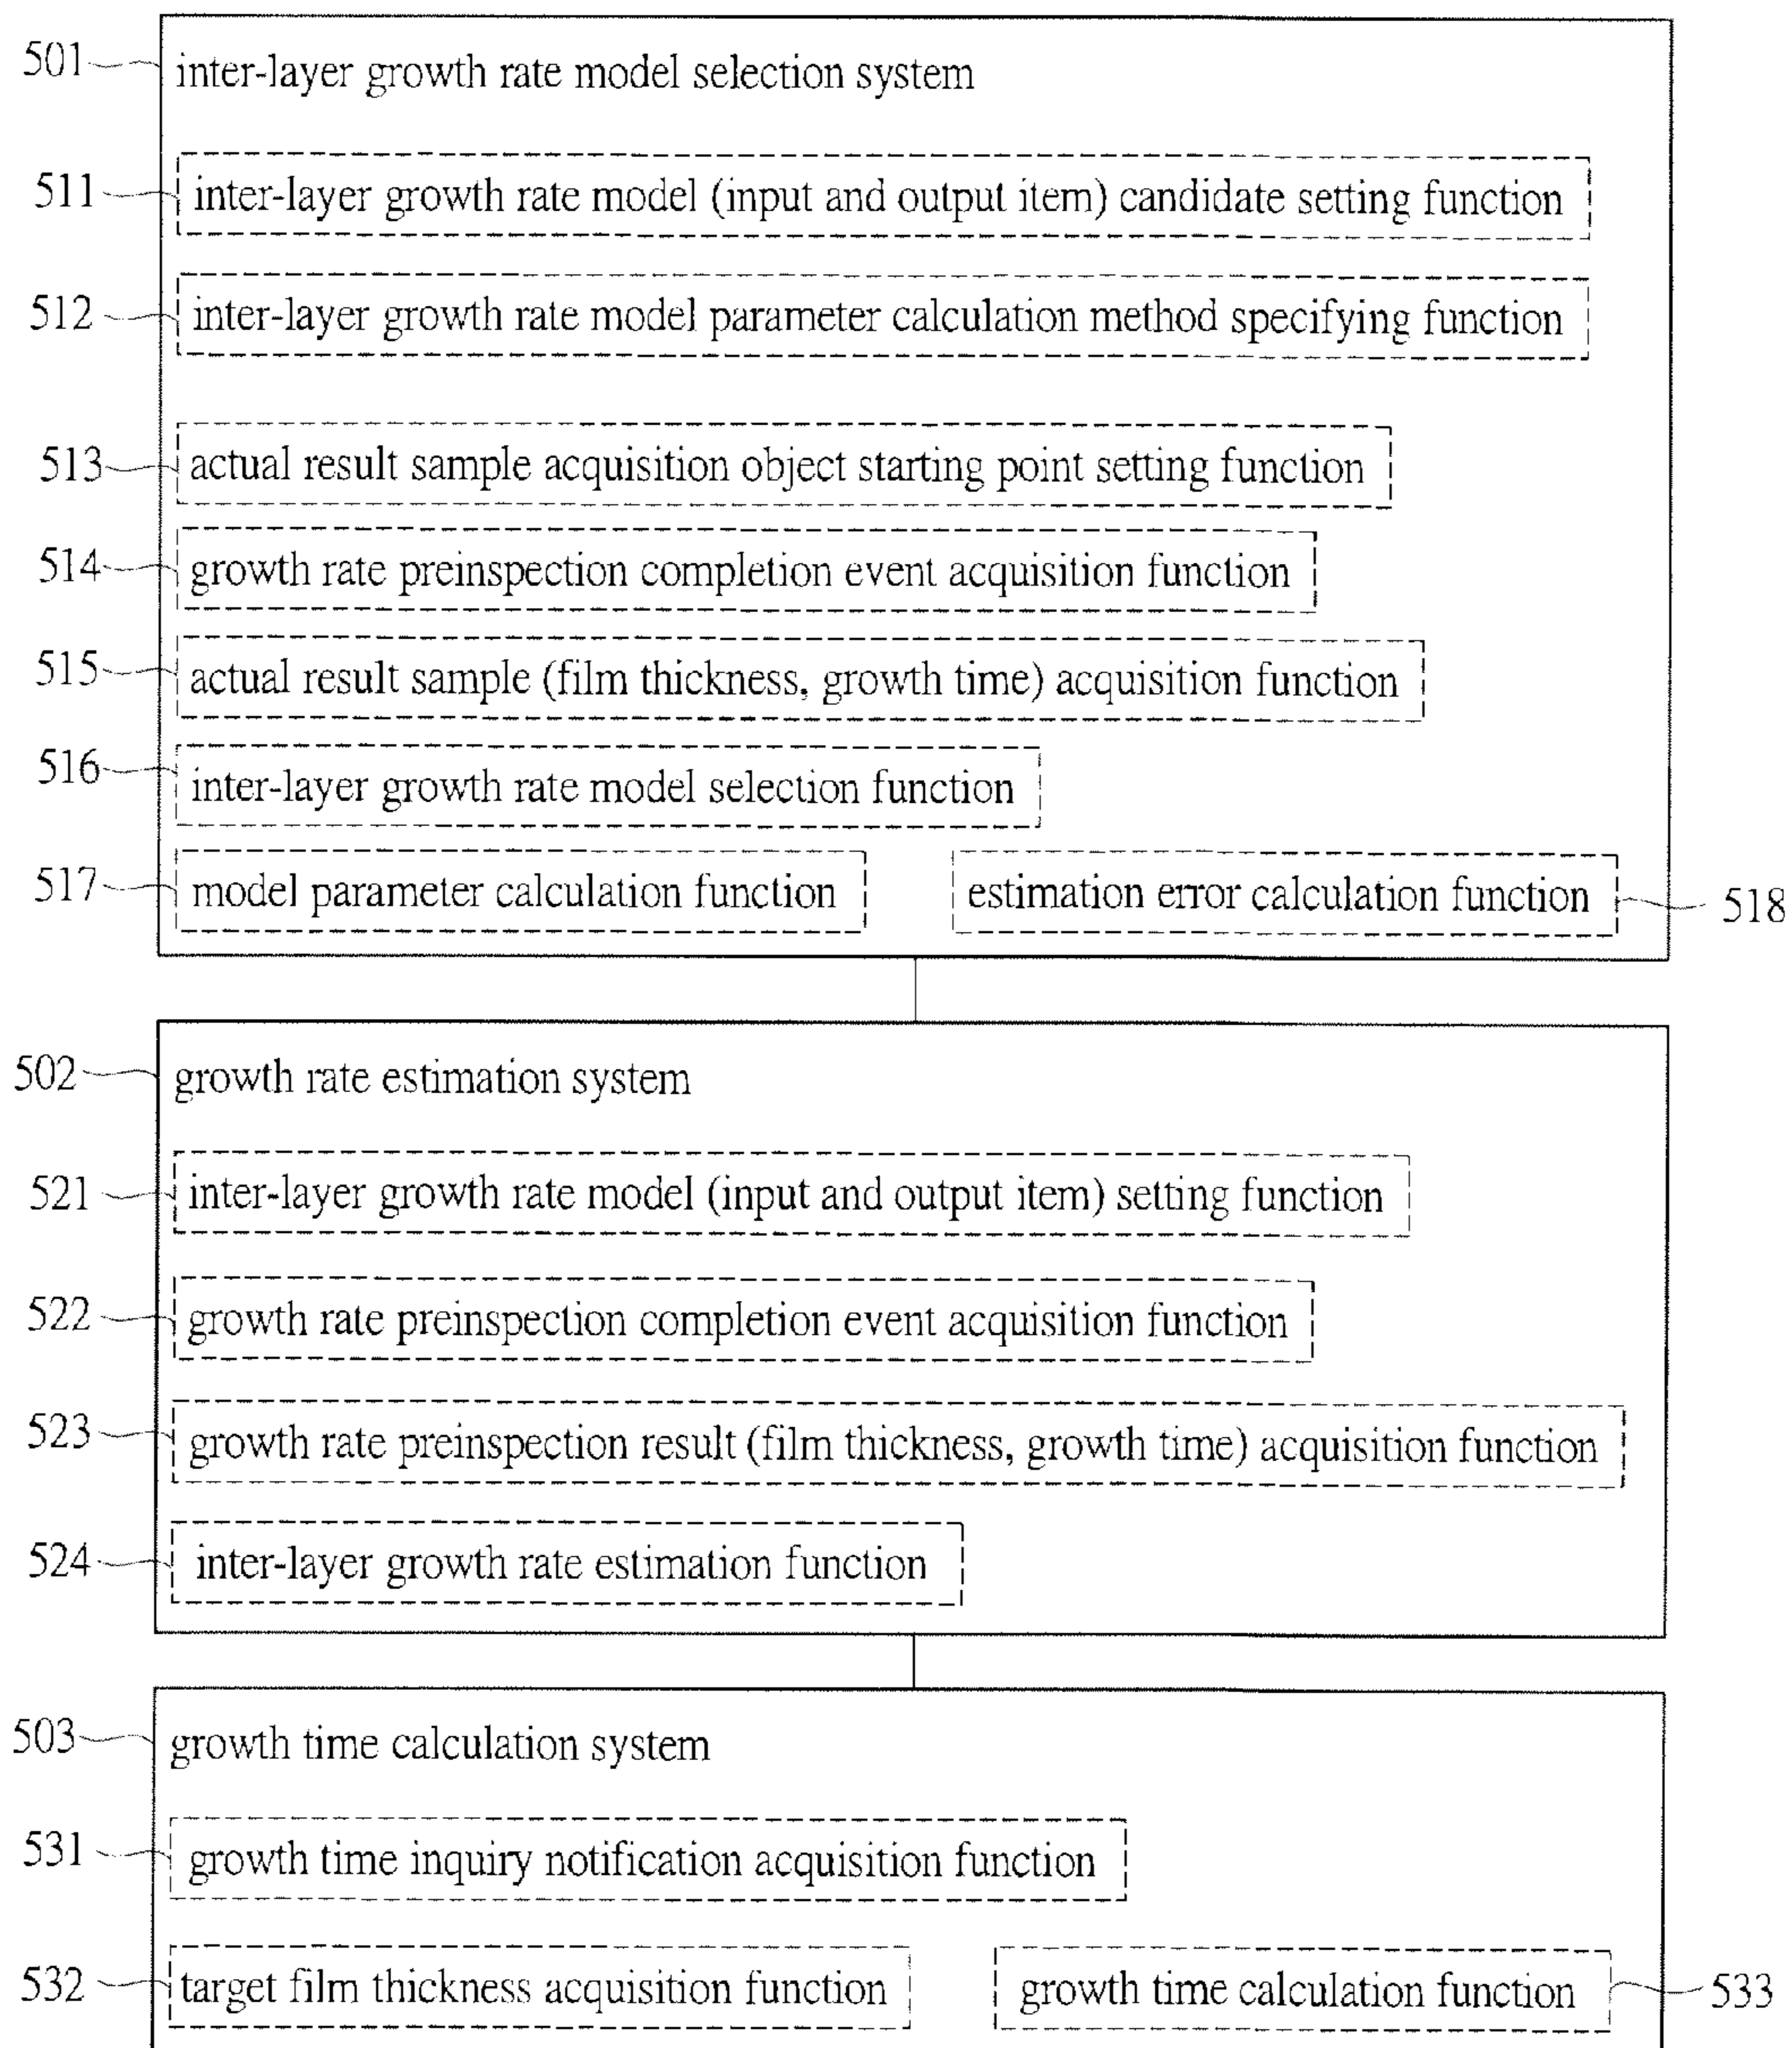 501 inter-layer growth rate model selection system
511 inter-layer growth rate model (input and output item) candidate setting function
512 inter-layer growth rate model parameter calculation method specifying function
513 actual result sample acquisition object starting point setting function
514 growth rate preinspection completion event acquisition function
515 actual result sample (film thickness, growth time) acquisition function
516 inter-layer growth rate model selection function
517 model parameter calculation function estimation error calculation function 518
502 growth rate estimation system
521 inter-layer growth rate model (input and output item) setting function
522 growth rate preinspection completion event acquisition function
523 growth rate preinspection result (film thickness, growth time) acquisition function
524 inter-layer growth rate estimation function
503 growth time calculation system
531 growth time inquiry notification acquisition function
532 target film thickness acquisition function growth time calculation function 533